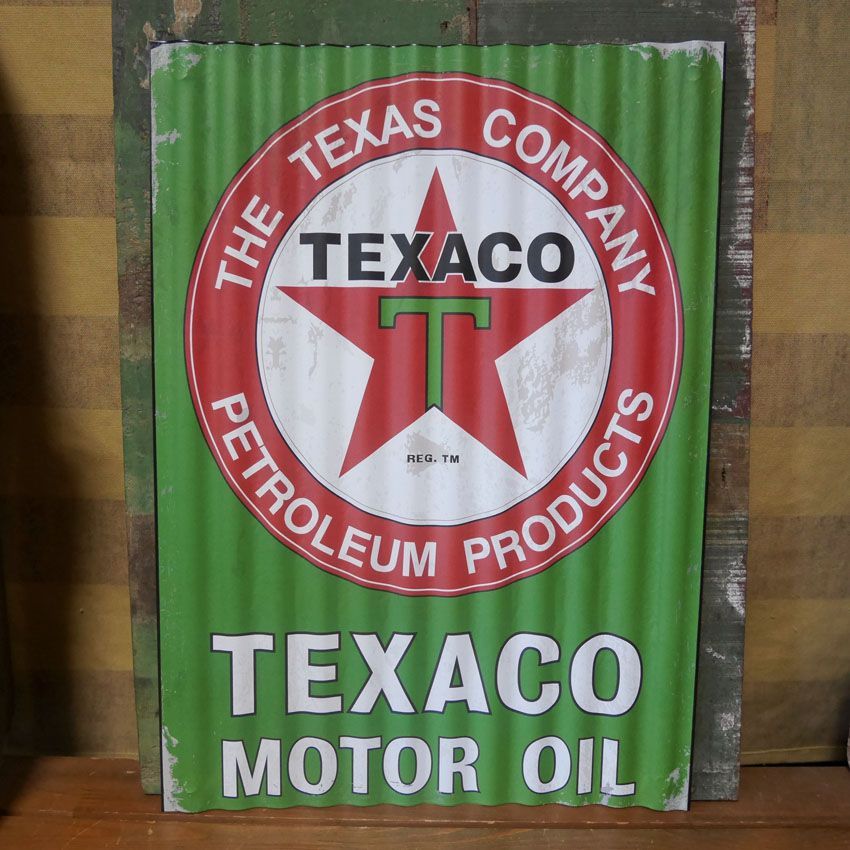 THE TEXAS COMPANY
TEXACO
T
REG. TM
PETROLEUM PRODUCTS
TEXACO
MOTOR OIL